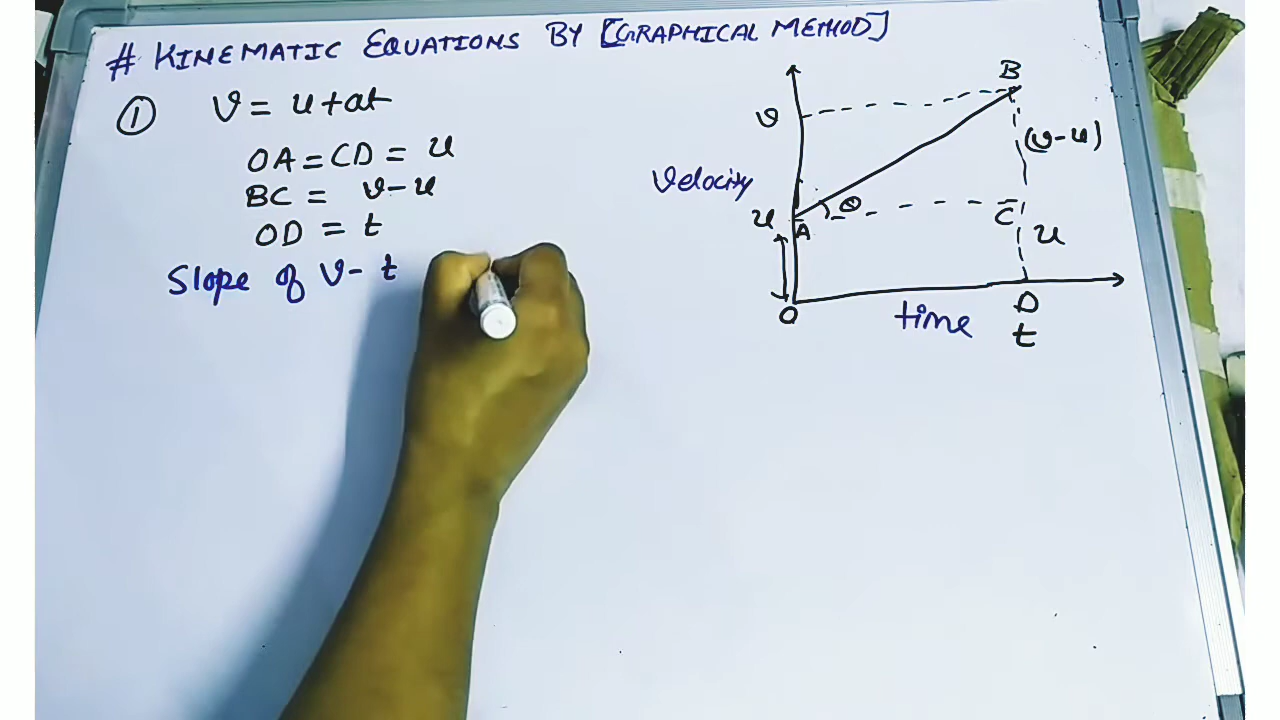 # KINEMATIC EQUATIONS BY [GRAPHICAL METHOD]
① v = u + at
OA = CD = u
BC = v - u
OD = t
Slope of v - t
B
v
(v - u)
Velocity
u
θ
A
C
u
O
time
D
t